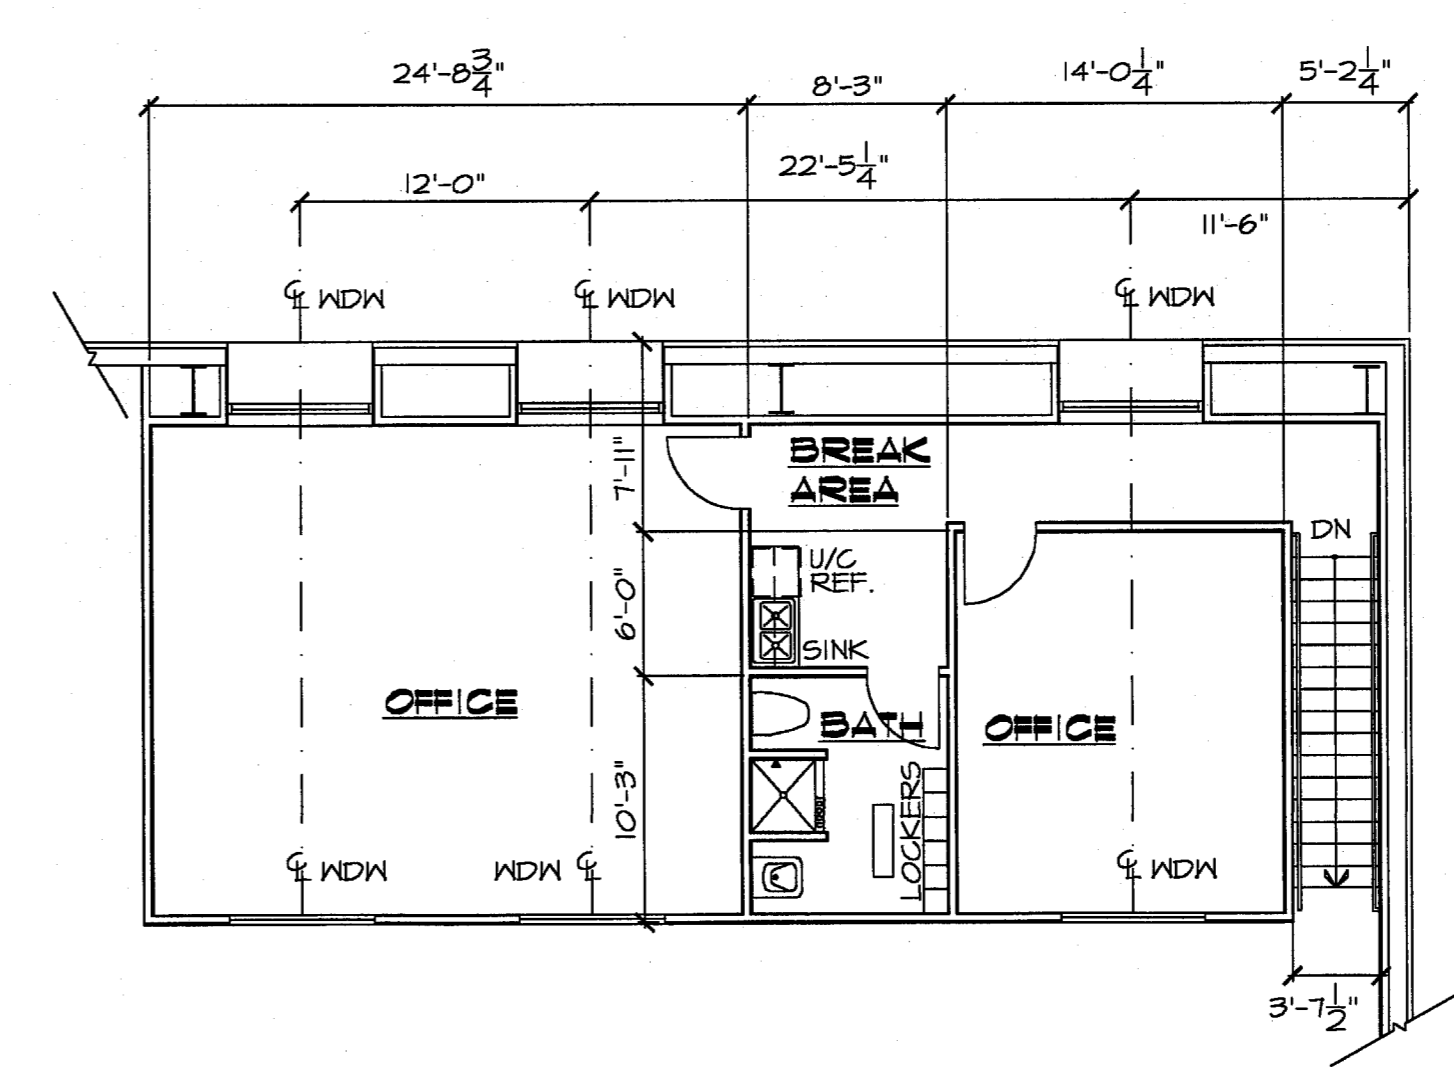 24'-8 3/4"
8'-3"
14'-0 1/4"
5'-2 1/4"
12'-0"
22'-5 1/4"
11'-6"
℄ WDW
℄ WDW
℄ WDW
7'-11"
BREAK
AREA
DN
U/C
REF.
6'-0"
SINK
OFFICE
BATH
OFFICE
10'-3"
LOCKERS
℄ WDW
WDW ℄
℄ WDW
3'-7 1/2"